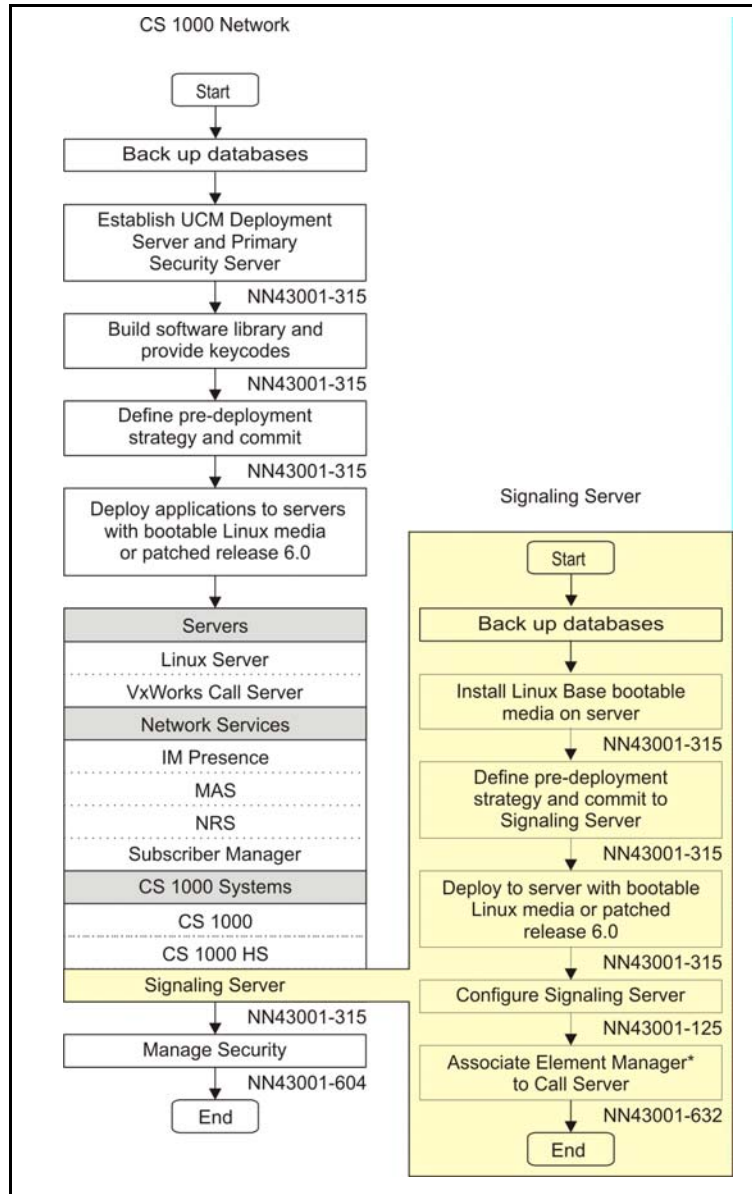 CS 1000 Network
Start
Back up databases
Establish UCM Deployment
Server and Primary
Security Server
NN43001-315
Build software library and
provide keycodes
NN43001-315
Define pre-deployment
strategy and commit
NN43001-315
Deploy applications to servers
with bootable Linux media
or patched release 6.0
Servers
Linux Server
VxWorks Call Server
Network Services
IM Presence
MAS
NRS
Subscriber Manager
CS 1000 Systems
CS 1000
CS 1000 HS
Signaling Server
NN43001-315
Manage Security
NN43001-604
End
Signaling Server
Start
Back up databases
Install Linux Base bootable
media on server
NN43001-315
Define pre-deployment
strategy and commit to
Signaling Server
NN43001-315
Deploy to server with bootable
Linux media or patched
release 6.0
NN43001-315
Configure Signaling Server
NN43001-125
Associate Element Manager*
to Call Server
NN43001-632
End